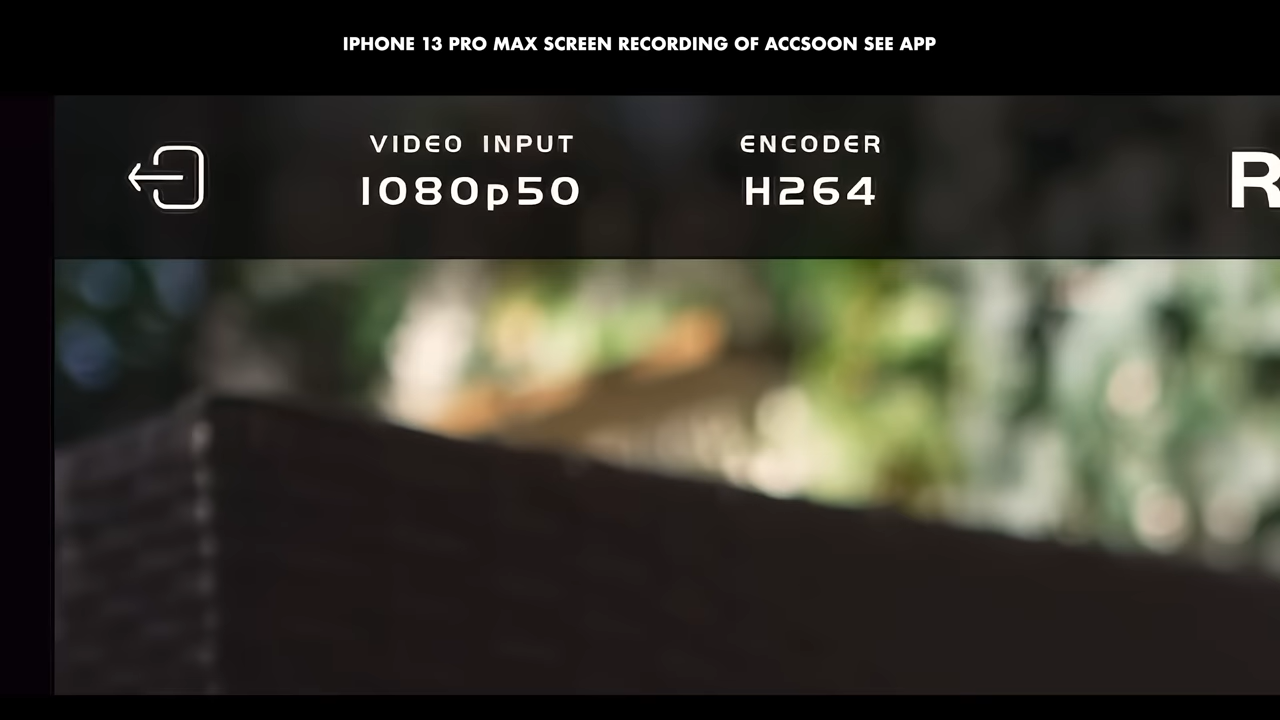 IPHONE 13 PRO MAX SCREEN RECORDING OF ACCSOON SEE APP
VIDEO INPUT
1080p50
ENCODER
H264
R